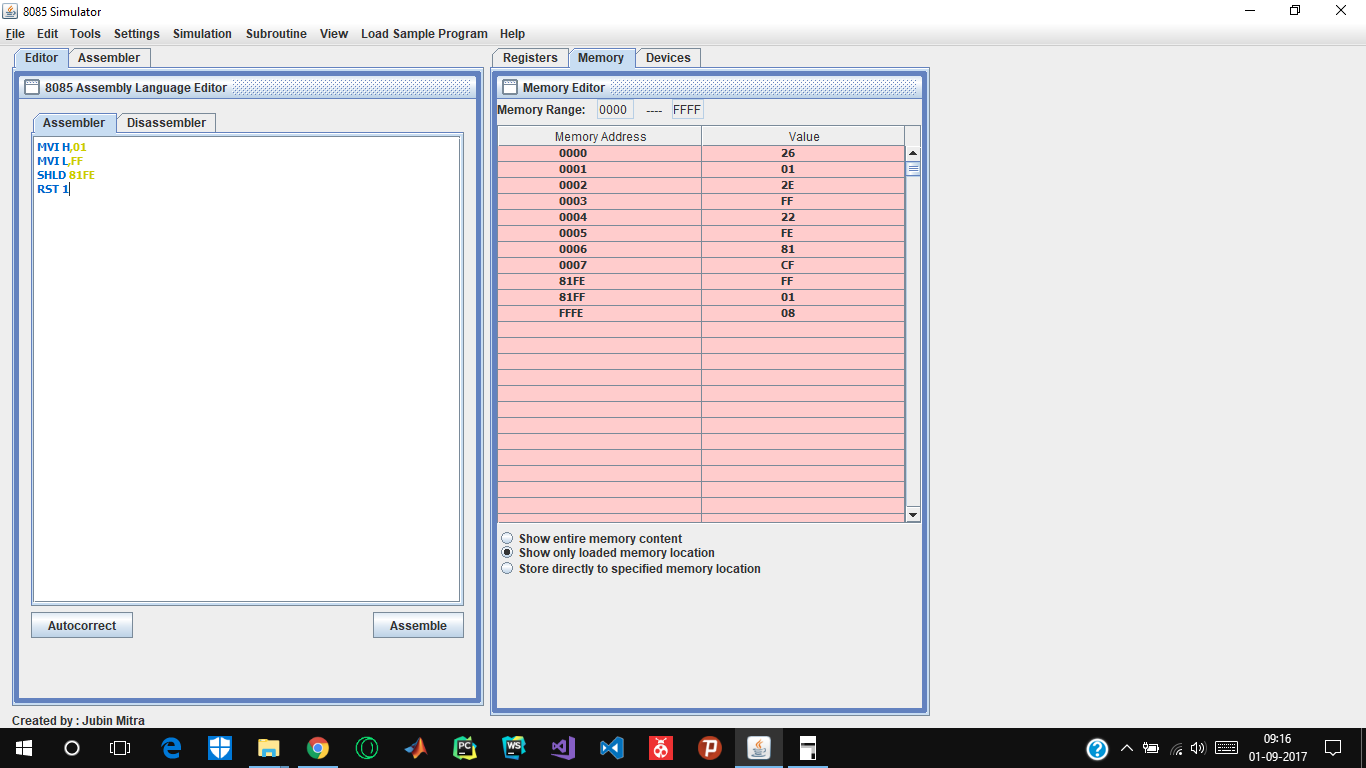 8085 Simulator
File Edit Tools Settings Simulation Subroutine View Load Sample Program Help
Editor Assembler
8085 Assembly Language Editor
Assembler Disassembler
MVI H,01
MVI L,FF
SHLD 81FE
RST 1
Autocorrect Assemble
Created by : Jubin Mitra
Registers Memory Devices
Memory Editor
Memory Range: 0000 ---- FFFF
Memory Address Value
0000 26
0001 01
0002 2E
0003 FF
0004 22
0005 FE
0006 81
0007 CF
81FE FF
81FF 01
FFFE 08
Show entire memory content
Show only loaded memory location
Store directly to specified memory location
PC WS P
09:16
01-09-2017